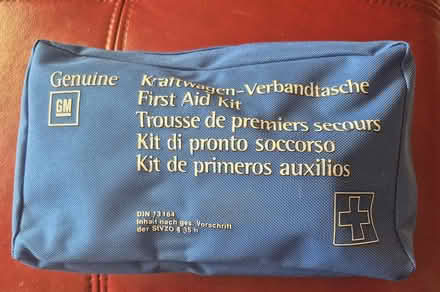 Genuine
GM
Kraftwagen-Verbandtasche
First Aid Kit
Trousse de premiers secours
Kit di pronto soccorso
Kit de primeros auxilios
DIN 13164
Inhalt nach ges. Vorschrift
der StVZO § 35 h